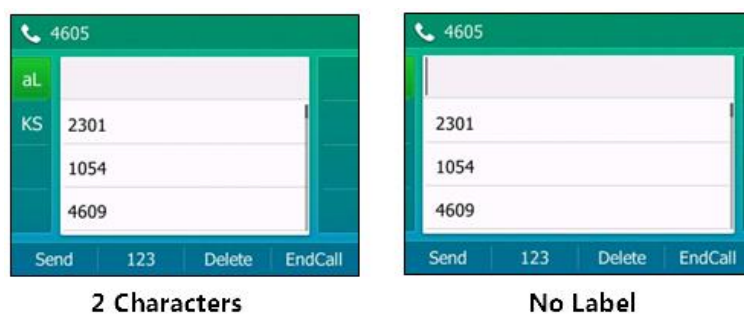 4605
aL
KS 2301
1054
4609
Send 123 Delete EndCall
2 Characters
4605
2301
1054
4609
Send 123 Delete EndCall
No Label